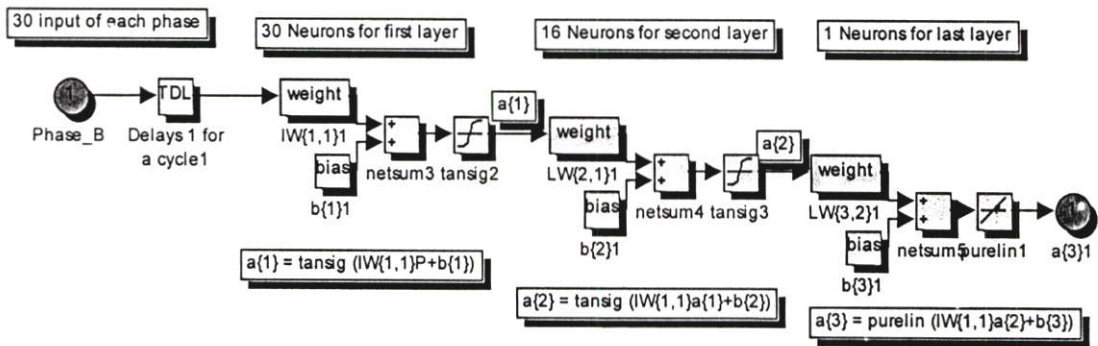 30 input of each phase
30 Neurons for first layer
16 Neurons for second layer
1 Neurons for last layer
1
Phase_B
TDL
Delays 1 for
a cycle1
weight
IW{1,1}1
bias
b{1}1
netsum3
tansig2
a{1}
weight
LW{2,1}1
bias
b{2}1
netsum4
tansig3
a{2}
weight
LW{3,2}1
bias
b{3}1
netsum5
purelin1
1
a{3}1
a{1} = tansig (IW{1,1}P+b{1})
a{2} = tansig (IW{1,1}a{1}+b{2})
a{3} = purelin (IW{1,1}a{2}+b{3})